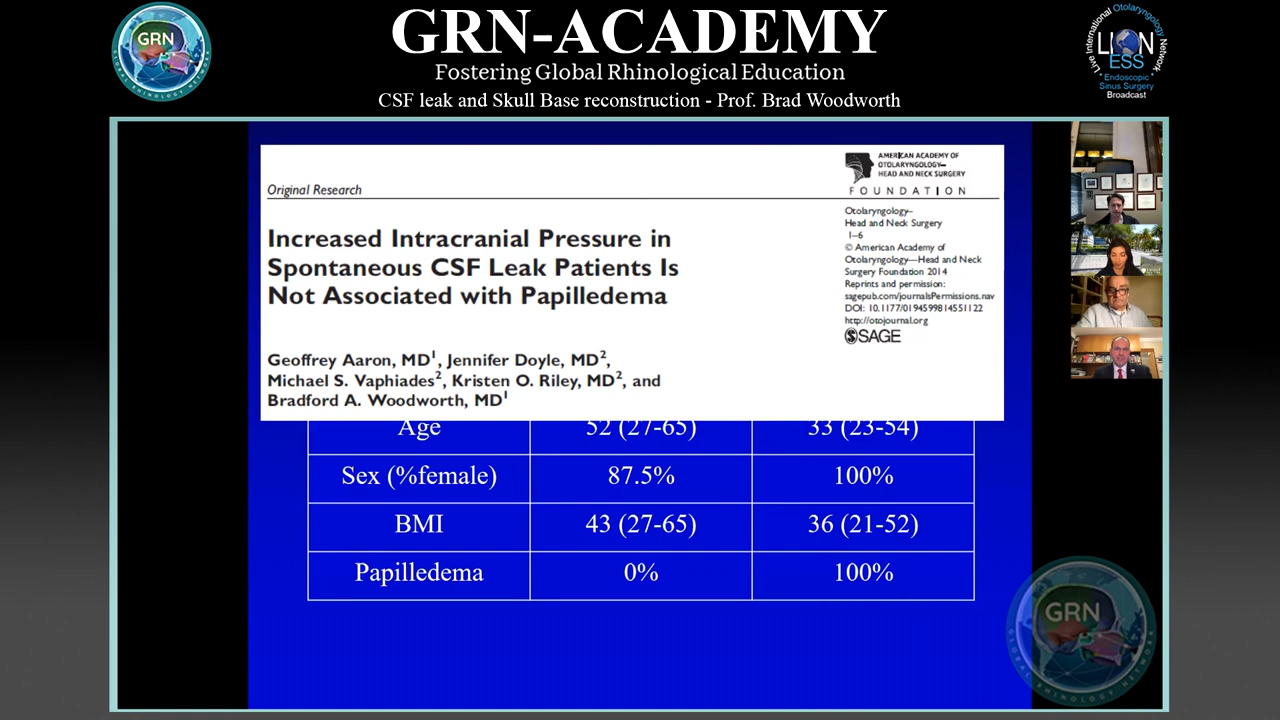 GRN-ACADEMY
Fostering Global Rhinological Education
CSF leak and Skull Base reconstruction - Prof. Brad Woodworth
GRN
GLOBAL RHINOLOGY NETWORK
Live International Otolaryngology Network
LION
ESS
• Endoscopic
Sinus Surgery
Broadcast
Original Research
AMERICAN ACADEMY OF
OTOLARYNGOLOGY—
HEAD AND NECK SURGERY
FOUNDATION
Increased Intracranial Pressure in
Spontaneous CSF Leak Patients Is
Not Associated with Papilledema
Otolaryngology–
Head and Neck Surgery
1–6
© American Academy of
Otolaryngology—Head and Neck
Surgery Foundation 2014
Reprints and permission:
sagepub.com/journalsPermissions.nav
DOI: 10.1177/0194599814551122
http://otojournal.org
SAGE
Geoffrey Aaron, MD1, Jennifer Doyle, MD2,
Michael S. Vaphiades2, Kristen O. Riley, MD2, and
Bradford A. Woodworth, MD1
Age 52 (27-65) 33 (23-54)
Sex (%female) 87.5% 100%
BMI 43 (27-65) 36 (21-52)
Papilledema 0% 100%
GRN
GLOBAL RHINOLOGY NETWORK